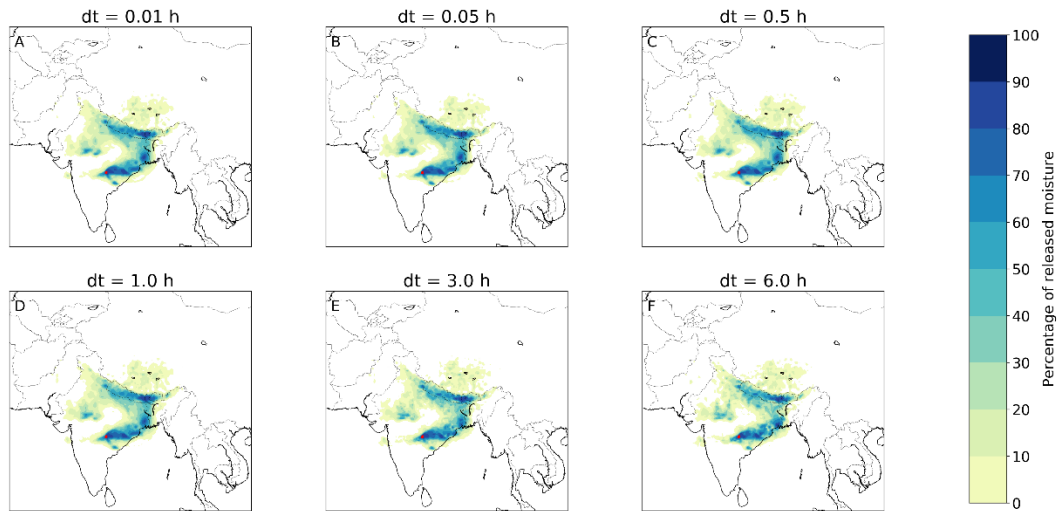 dt = 0.01 h
dt = 0.05 h
dt = 0.5 h
A
B
C
dt = 1.0 h
dt = 3.0 h
dt = 6.0 h
D
E
F
100
90
80
70
60
50
40
30
20
10
0
Percentage of released moisture